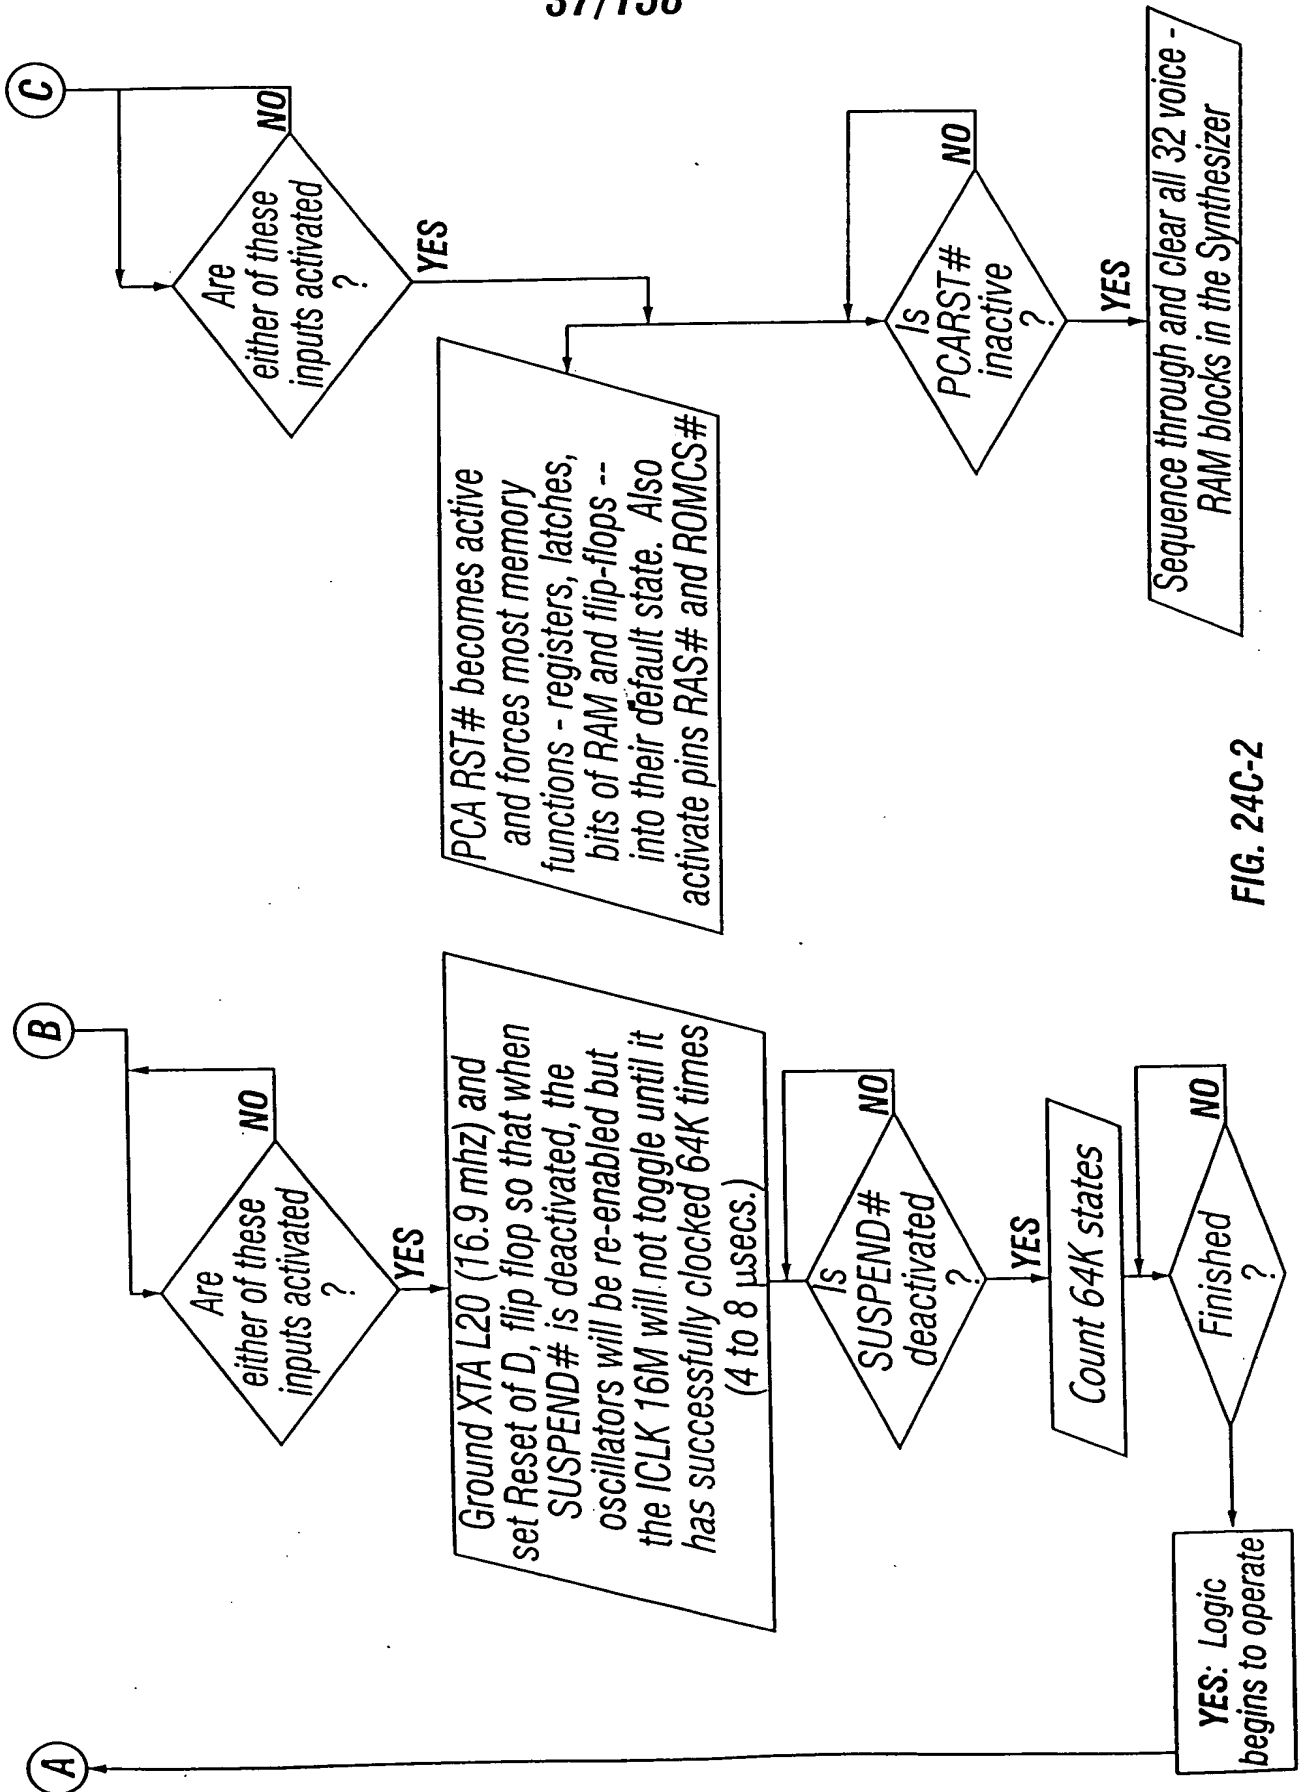 37/138
A
B
Are
either of these
inputs activated
?
NO
YES
Ground XTA L20 (16.9 mhz) and
set Reset of D, flip flop so that when
SUSPEND# is deactivated, the
oscillators will be re-enabled but
the ICLK 16M will not toggle until it
has successfully clocked 64K times
(4 to 8 µsecs.)
Is
SUSPEND#
deactivated
?
NO
YES
Count 64K states
Finished
?
NO
YES: Logic
begins to operate
C
Are
either of these
inputs activated
?
NO
YES
PCA RST# becomes active
and forces most memory
functions - registers, latches,
bits of RAM and flip-flops --
into their default state. Also
activate pins RAS# and ROMCS#
Is
PCARST#
inactive
?
NO
YES
Sequence through and clear all 32 voice -
RAM blocks in the Synthesizer
FIG. 24C-2